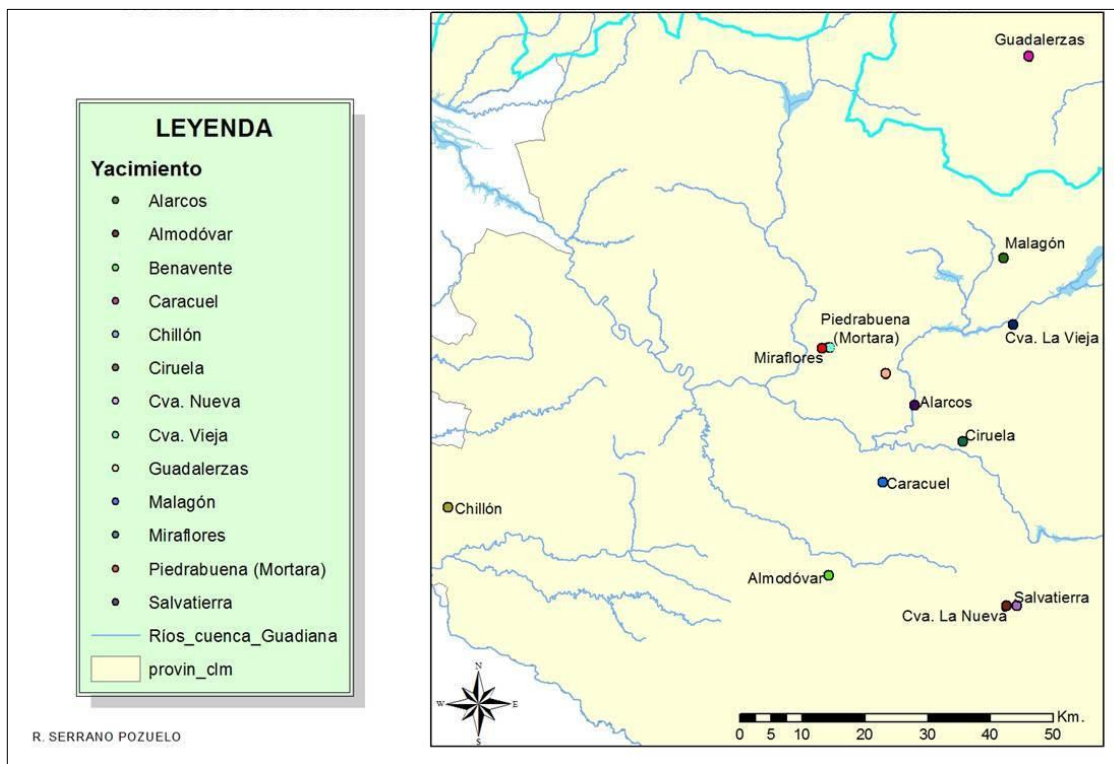 LEYENDA
Yacimiento
Alarcos
Almodóvar
Benavente
Caracuel
Chillón
Ciruela
Cva. Nueva
Cva. Vieja
Guadalerzas
Malagón
Miraflores
Piedrabuena (Mortara)
Salvatierra
Ríos_cuenca_Guadiana
provin_clm
R. SERRANO POZUELO
Guadalerzas
Malagón
Piedrabuena
(Mortara)
Cva. La Vieja
Miraflores
Alarcos
Ciruela
Caracuel
Chillón
Almodóvar
Salvatierra
Cva. La Nueva
N
W E
S
Km.
0 5 10 20 30 40 50